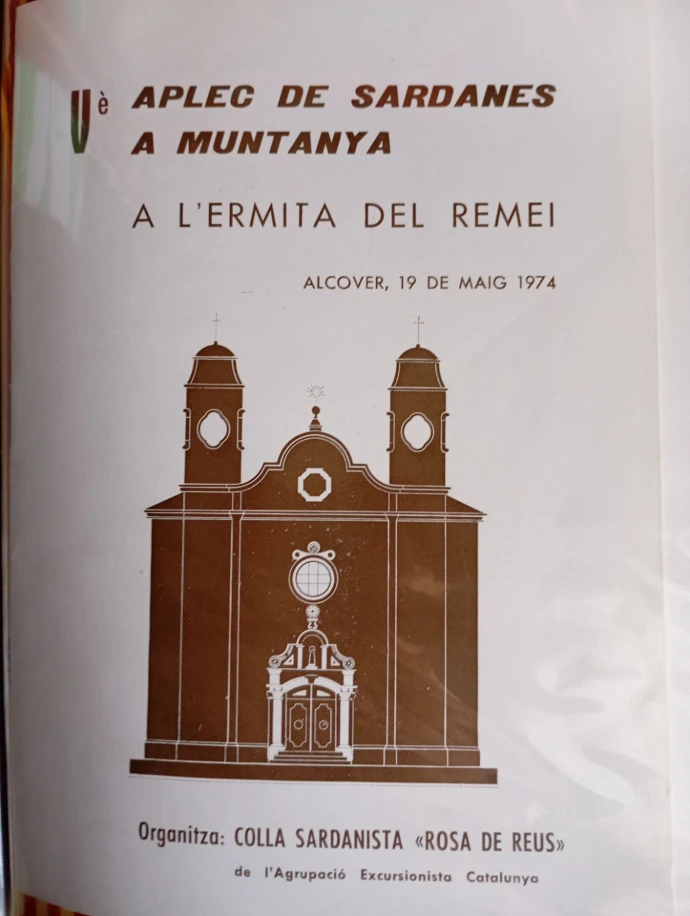 Vè APLEC DE SARDANES
A MUNTANYA
A L'ERMITA DEL REMEI
ALCOVER, 19 DE MAIG 1974
Organitza: COLLA SARDANISTA «ROSA DE REUS»
de l'Agrupació Excursionista Catalunya